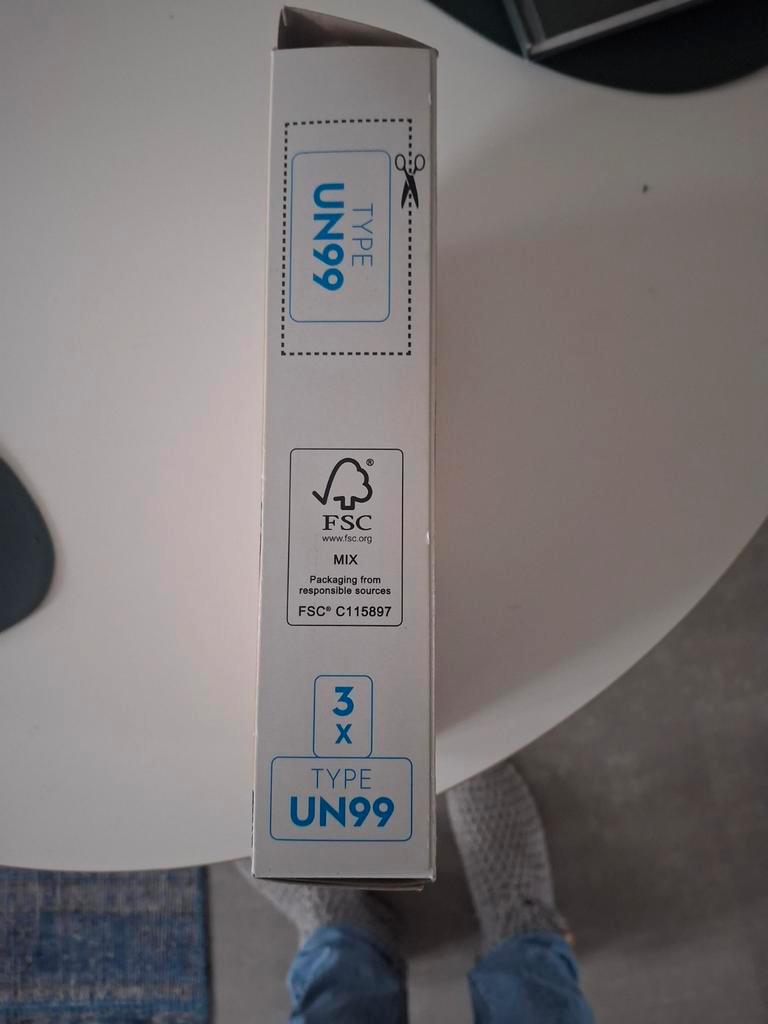 TYPE
UN99
®
FSC
www.fsc.org
MIX
Packaging from
responsible sources
FSC® C115897
3
x
TYPE
UN99